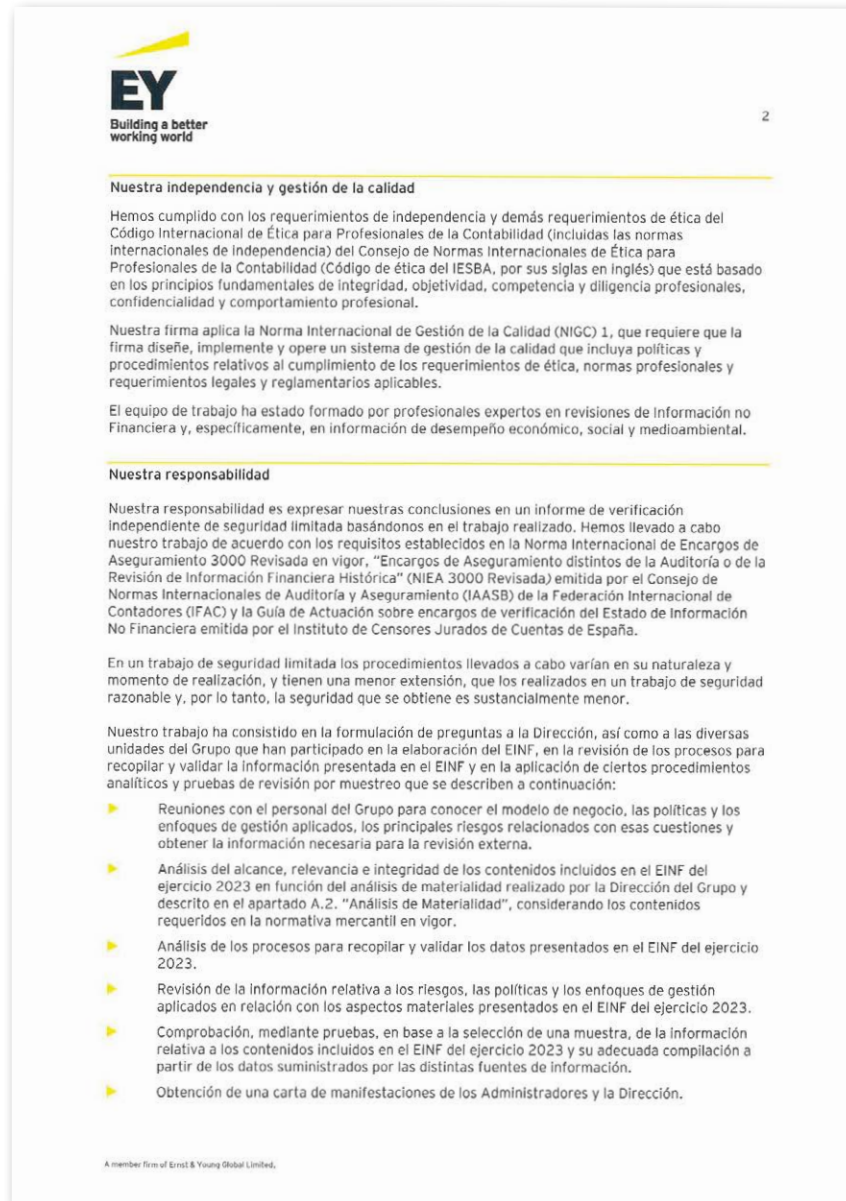 EY
Building a better
working world
2
Nuestra independencia y gestión de la calidad
Hemos cumplido con los requerimientos de independencia y demás requerimientos de ética del
Código Internacional de Ética para Profesionales de la Contabilidad (incluidas las normas
internacionales de independencia) del Consejo de Normas Internacionales de Ética para
Profesionales de la Contabilidad (Código de ética del IESBA, por sus siglas en inglés) que está basado
en los principios fundamentales de integridad, objetividad, competencia y diligencia profesionales,
confidencialidad y comportamiento profesional.
Nuestra firma aplica la Norma Internacional de Gestión de la Calidad (NIGC) 1, que requiere que la
firma diseñe, implemente y opere un sistema de gestión de la calidad que incluya políticas y
procedimientos relativos al cumplimiento de los requerimientos de ética, normas profesionales y
requerimientos legales y reglamentarios aplicables.
El equipo de trabajo ha estado formado por profesionales expertos en revisiones de Información no
Financiera y, específicamente, en información de desempeño económico, social y medioambiental.
Nuestra responsabilidad
Nuestra responsabilidad es expresar nuestras conclusiones en un informe de verificación
independiente de seguridad limitada basándonos en el trabajo realizado. Hemos llevado a cabo
nuestro trabajo de acuerdo con los requisitos establecidos en la Norma Internacional de Encargos de
Aseguramiento 3000 Revisada en vigor, "Encargos de Aseguramiento distintos de la Auditoría o de la
Revisión de Información Financiera Histórica" (NIEA 3000 Revisada) emitida por el Consejo de
Normas Internacionales de Auditoría y Aseguramiento (IAASB) de la Federación Internacional de
Contadores (IFAC) y la Guía de Actuación sobre encargos de verificación del Estado de Información
No Financiera emitida por el Instituto de Censores Jurados de Cuentas de España.
En un trabajo de seguridad limitada los procedimientos llevados a cabo varían en su naturaleza y
momento de realización, y tienen una menor extensión, que los realizados en un trabajo de seguridad
razonable y, por lo tanto, la seguridad que se obtiene es sustancialmente menor.
Nuestro trabajo ha consistido en la formulación de preguntas a la Dirección, así como a las diversas
unidades del Grupo que han participado en la elaboración del EINF, en la revisión de los procesos para
recopilar y validar la información presentada en el EINF y en la aplicación de ciertos procedimientos
analíticos y pruebas de revisión por muestreo que se describen a continuación:
Reuniones con el personal del Grupo para conocer el modelo de negocio, las políticas y los
enfoques de gestión aplicados, los principales riesgos relacionados con esas cuestiones y
obtener la información necesaria para la revisión externa.
Análisis del alcance, relevancia e integridad de los contenidos incluidos en el EINF del
ejercicio 2023 en función del análisis de materialidad realizado por la Dirección del Grupo y
descrito en el apartado A.2. "Análisis de Materialidad", considerando los contenidos
requeridos en la normativa mercantil en vigor.
Análisis de los procesos para recopilar y validar los datos presentados en el EINF del ejercicio
2023.
Revisión de la información relativa a los riesgos, las políticas y los enfoques de gestión
aplicados en relación con los aspectos materiales presentados en el EINF del ejercicio 2023.
Comprobación, mediante pruebas, en base a la selección de una muestra, de la información
relativa a los contenidos incluidos en el EINF del ejercicio 2023 y su adecuada compilación a
partir de los datos suministrados por las distintas fuentes de información.
Obtención de una carta de manifestaciones de los Administradores y la Dirección.
A member firm of Ernst & Young Global Limited.